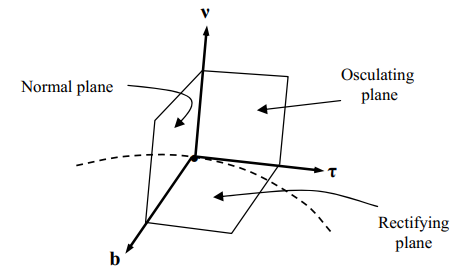 ν
Normal plane
Osculating
plane
τ
Rectifying
plane
b